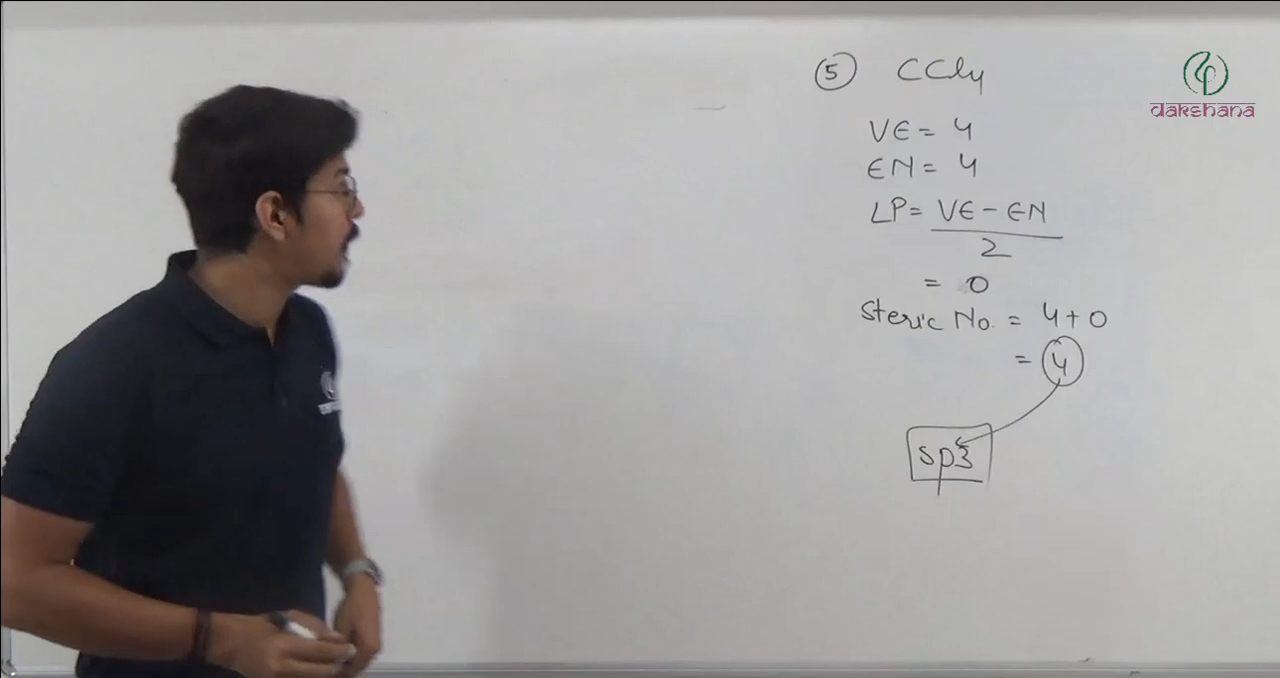 5 CCl4
dakshana
VE = 4
EN = 4
LP = VE - EN
2
= 0
Steric No. = 4+0
= 4
sp3